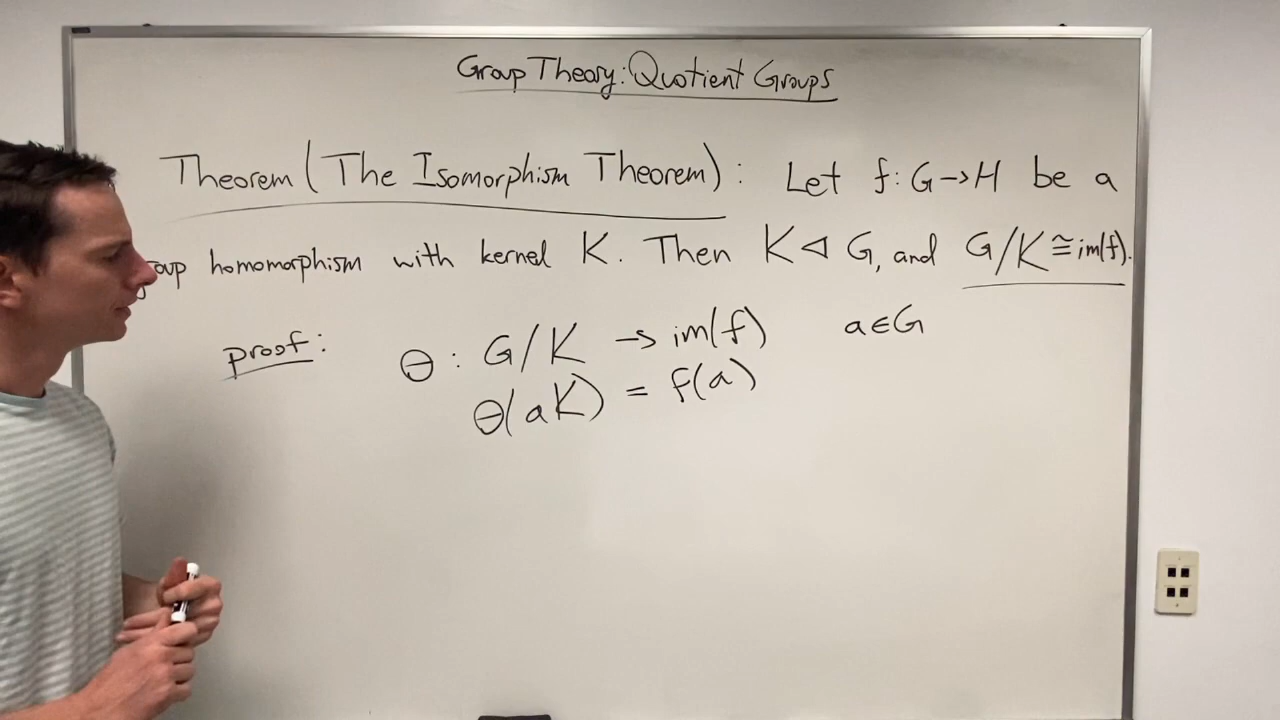 Group Theory: Quotient Groups
Theorem (The Isomorphism Theorem): Let f: G→H be a
homomorphism with kernel K. Then K ⊲ G, and G/K ≅ im(f).
proof: θ : G/K → im(f) a∈G
θ(aK) = f(a)